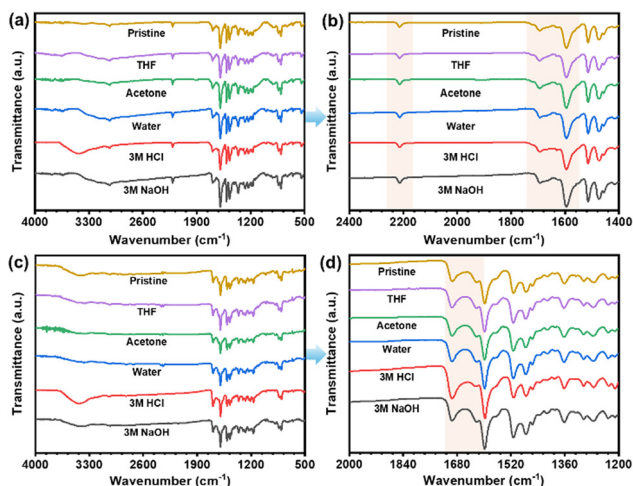 (a)
Pristine
THF
Acetone
Water
3M HCl
3M NaOH
Transmittance (a.u.)
4000 3300 2600 1900 1200 500
Wavenumber (cm⁻¹)
(b)
Pristine
THF
Acetone
Water
3M HCl
3M NaOH
Transmittance (a.u.)
2400 2200 2000 1800 1600 1400
Wavenumber (cm⁻¹)
(c)
Pristine
THF
Acetone
Water
3M HCl
3M NaOH
Transmittance (a.u.)
4000 3300 2600 1900 1200 500
Wavenumber (cm⁻¹)
(d)
Pristine
THF
Acetone
Water
3M HCl
3M NaOH
Transmittance (a.u.)
2000 1840 1680 1520 1360 1200
Wavenumber (cm⁻¹)